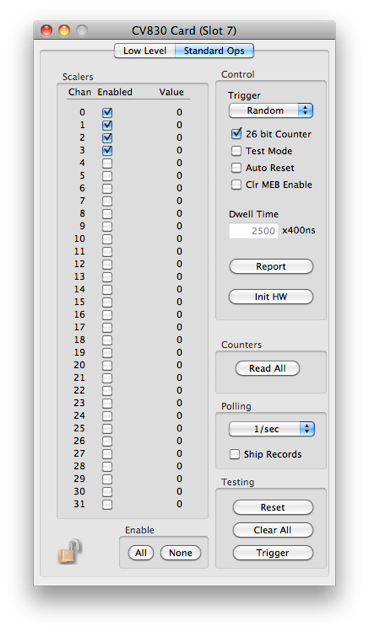 CV830 Card (Slot 7)
Low Level Standard Ops
Scalers
Chan Enabled Value
0 0
1 0
2 0
3 0
4 0
5 0
6 0
7 0
8 0
9 0
10 0
11 0
12 0
13 0
14 0
15 0
16 0
17 0
18 0
19 0
20 0
21 0
22 0
23 0
24 0
25 0
26 0
27 0
28 0
29 0
30 0
31 0
Enable
All None
Control
Trigger
Random
26 bit Counter
Test Mode
Auto Reset
Clr MEB Enable
Dwell Time
2500 x400ns
Report
Init HW
Counters
Read All
Polling
1/sec
Ship Records
Testing
Reset
Clear All
Trigger